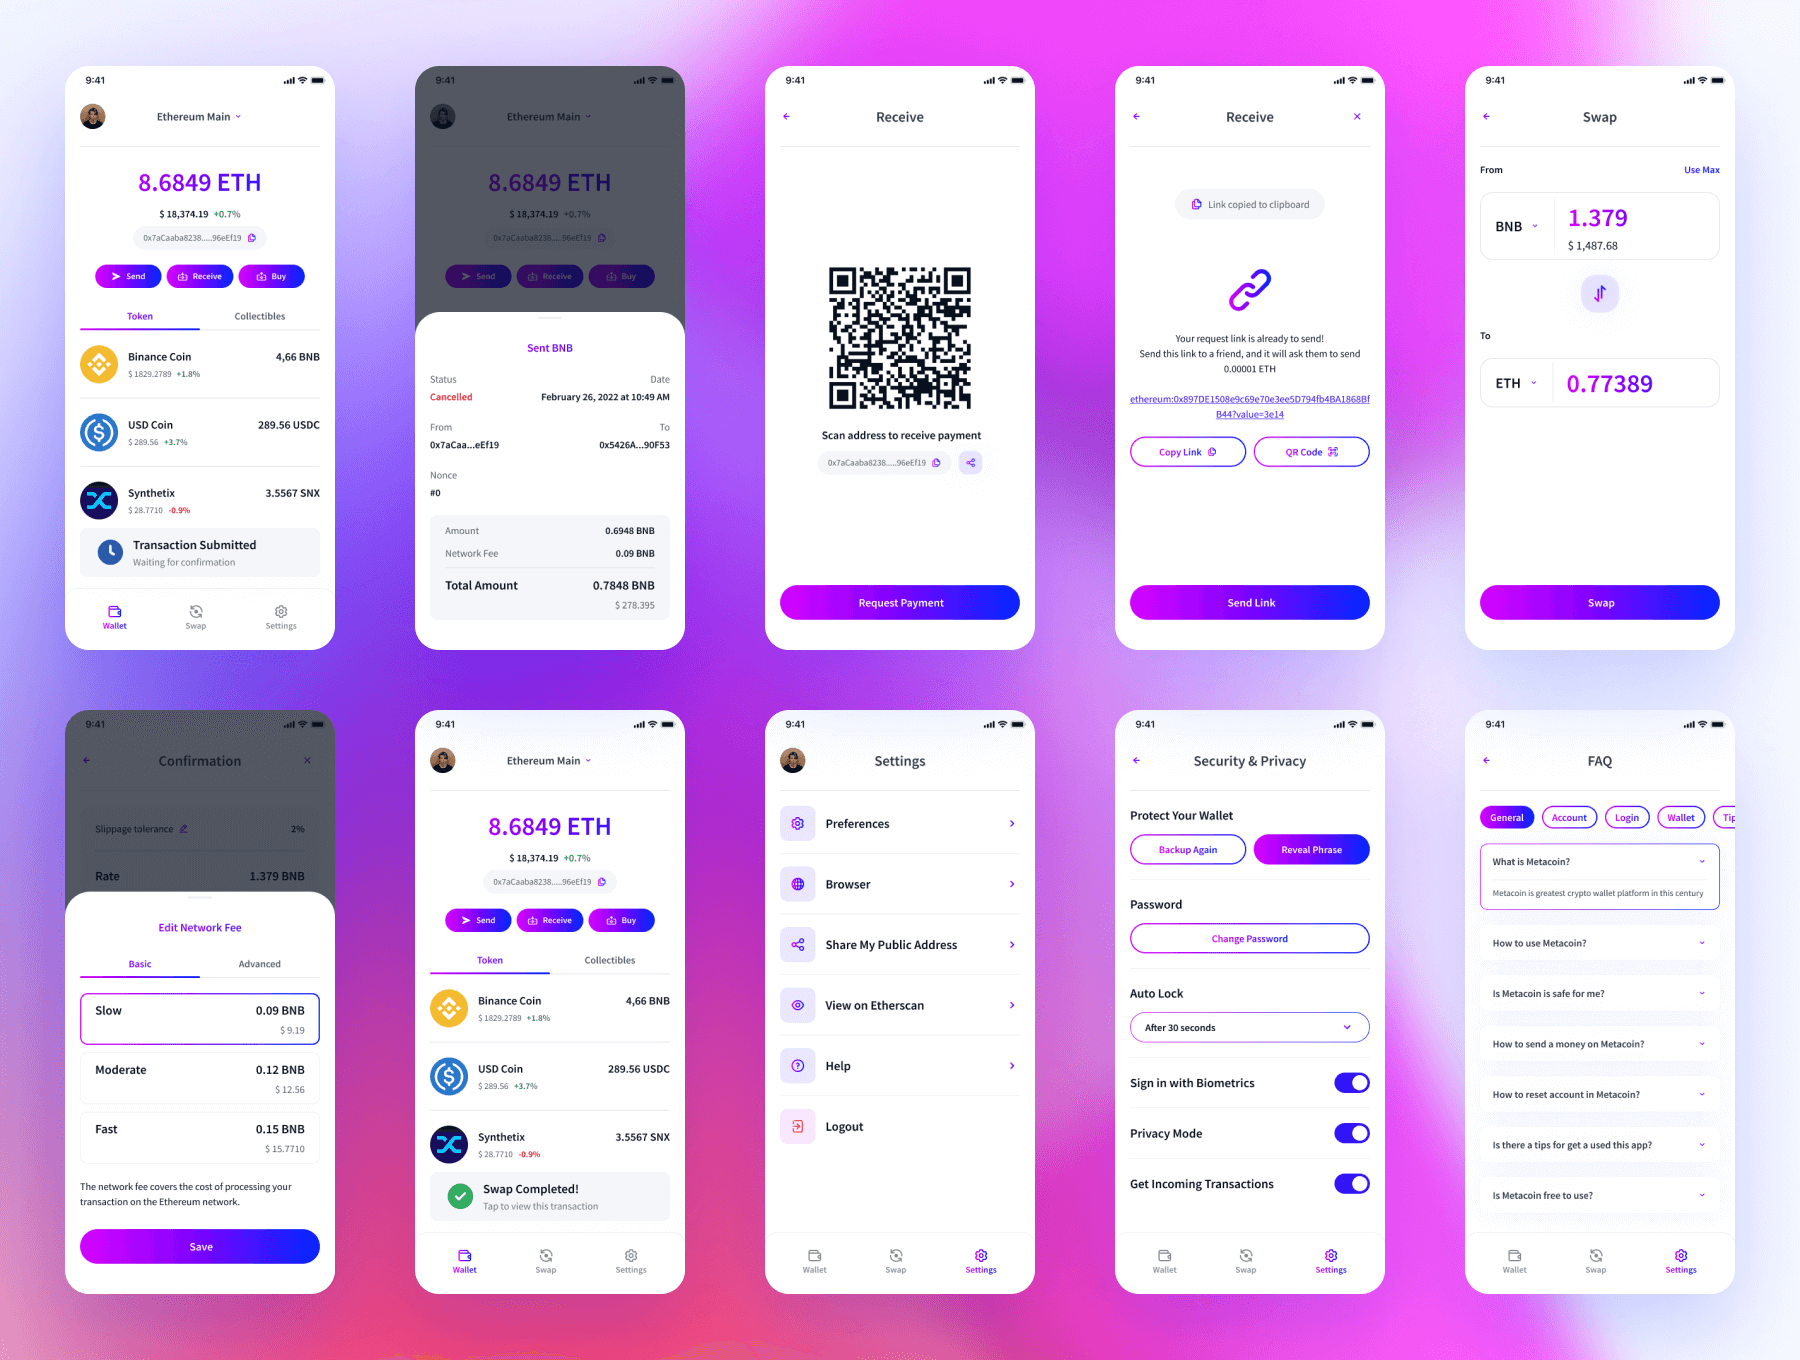 9:41
Ethereum Main
8.6849 ETH
$ 18,374.19 +0.7%
0x7aCaaba8238.....96eEf19
Send Receive Buy
Token Collectibles
Binance Coin 4,66 BNB
$ 1829.2789 +1.8%
USD Coin 289.56 USDC
$ 289.56 +3.7%
Synthetix 3.5567 SNX
$ 28.7710 -0.9%
Transaction Submitted
Waiting for confirmation
Wallet Swap Settings
9:41
Ethereum Main
8.6849 ETH
$ 18,374.19 +0.7%
0x7aCaaba8238.....96eEf19
Send Receive Buy
Sent BNB
Status Date
Cancelled February 26, 2022 at 10:49 AM
From To
0x7aCaa...eEf19 0x5426A...90F53
Nonce
#0
Amount 0.6948 BNB
Network Fee 0.09 BNB
Total Amount 0.7848 BNB
$ 278.395
9:41
Receive
Scan address to receive payment
0x7aCaaba8238.....96eEf19
Request Payment
9:41
Receive
Link copied to clipboard
Your request link is already to send!
Send this link to a friend, and it will ask them to send
0.00001 ETH
ethereum:0x897DE1508e9c69e70e3ee5D794fb4BA1868Bf
B44?value=3e14
Copy Link QR Code
Send Link
9:41
Swap
From Use Max
BNB 1.379
$ 1,487.68
To
ETH 0.77389
Swap
9:41
Confirmation
Slippage tolerance 2%
Rate 1.379 BNB
Edit Network Fee
Basic Advanced
Slow 0.09 BNB
$ 9.19
Moderate 0.12 BNB
$ 12.56
Fast 0.15 BNB
$ 15.7710
The network fee covers the cost of processing your
transaction on the Ethereum network.
Save
9:41
Ethereum Main
8.6849 ETH
$ 18,374.19 +0.7%
0x7aCaaba8238.....96eEf19
Send Receive Buy
Token Collectibles
Binance Coin 4,66 BNB
$ 1829.2789 +1.8%
USD Coin 289.56 USDC
$ 289.56 +3.7%
Synthetix 3.5567 SNX
$ 28.7710 -0.9%
Swap Completed!
Tap to view this transaction
Wallet Swap Settings
9:41
Settings
Preferences
Browser
Share My Public Address
View on Etherscan
Help
Logout
Wallet Swap Settings
9:41
Security & Privacy
Protect Your Wallet
Backup Again Reveal Phrase
Password
Change Password
Auto Lock
After 30 seconds
Sign in with Biometrics
Privacy Mode
Get Incoming Transactions
Wallet Swap Settings
9:41
FAQ
General Account Login Wallet Tip
What is Metacoin?
Metacoin is greatest crypto wallet platform in this century
How to use Metacoin?
Is Metacoin is safe for me?
How to send a money on Metacoin?
How to reset account in Metacoin?
Is there a tips for get a used this app?
Is Metacoin free to use?
Wallet Swap Settings